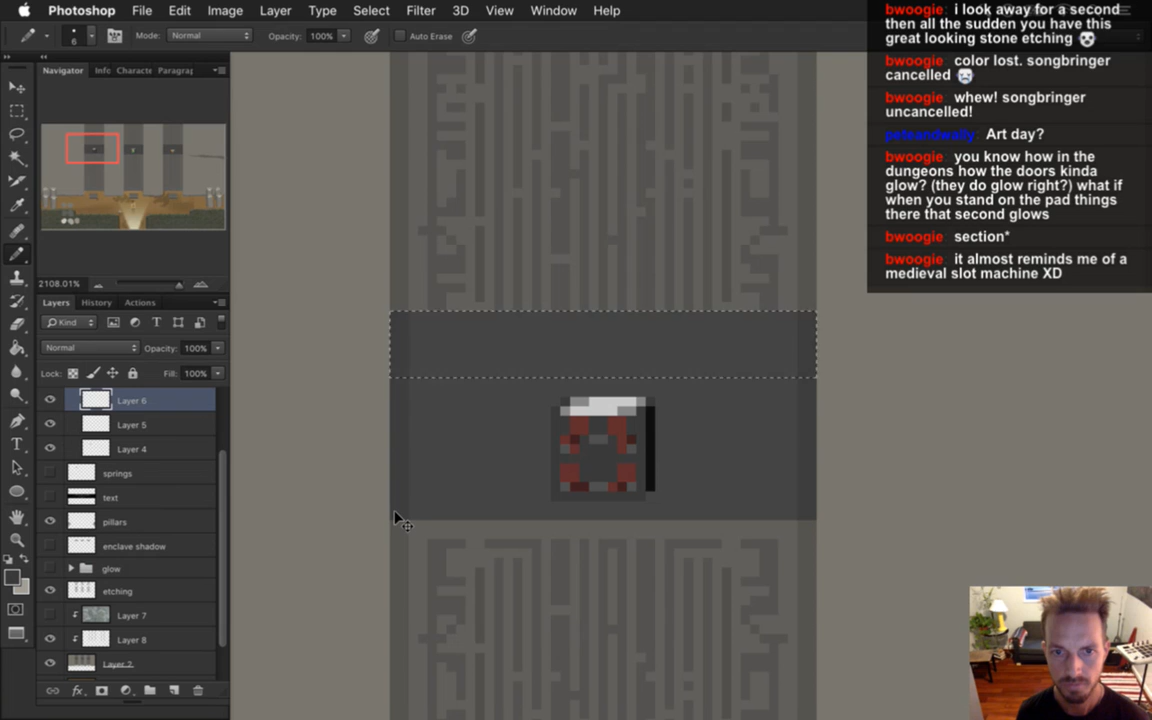 Photoshop File Edit Image Layer Type Select Filter 3D View Window Help
6 Mode: Normal Opacity: 100% Auto Erase
Navigator Info Characte Paragraj
2108.01%
Layers History Actions
Kind
Normal Opacity: 100%
Lock: Fill: 100%
Layer 6
Layer 5
Layer 4
springs
text
pillars
enclave shadow
glow
etching
Layer 7
Layer 8
Layer 2
fx
bwoogie i look away for a second
then all the sudden you have this
great looking stone etching
bwoogie color lost. songbringer
cancelled
bwoogie whew! songbringer
uncancelled!
peteandwally Art day?
bwoogie you know how in the
dungeons how the doors kinda
glow? (they do glow right?) what if
when you stand on the pad things
there that second glows
bwoogie section*
bwoogie it almost reminds me of a
medieval slot machine XD